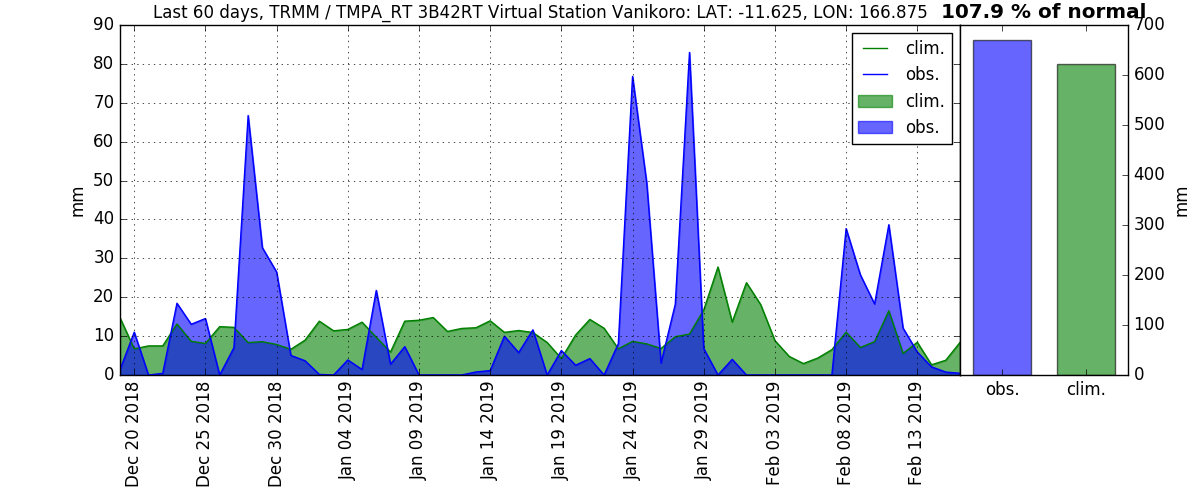 Last 60 days, TRMM / TMPA_RT 3B42RT Virtual Station Vanikoro: LAT: -11.625, LON: 166.875
107.9 % of normal
90
80
70
60
50
40
30
20
10
0
mm
clim.
obs.
clim.
obs.
Dec 20 2018
Dec 25 2018
Dec 30 2018
Jan 04 2019
Jan 09 2019
Jan 14 2019
Jan 19 2019
Jan 24 2019
Jan 29 2019
Feb 03 2019
Feb 08 2019
Feb 13 2019
700
600
500
400
300
200
100
0
mm
obs.
clim.